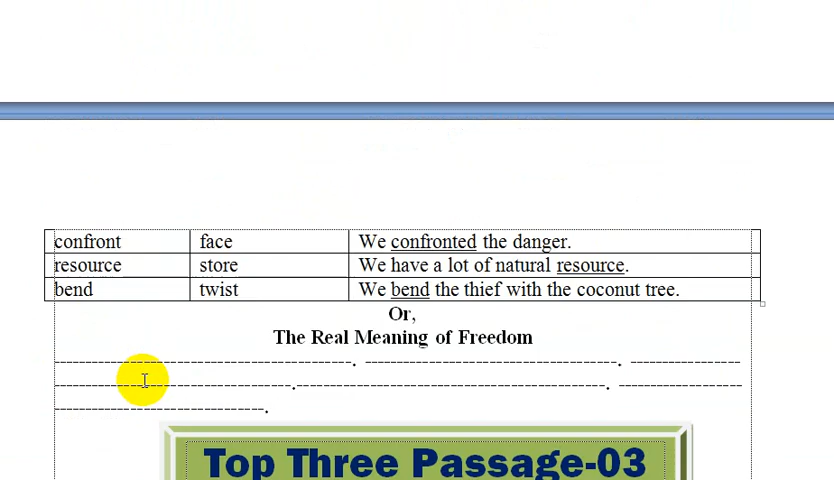 confront face We confronted the danger.
resource store We have a lot of natural resource.
bend twist We bend the thief with the coconut tree.
Or,
The Real Meaning of Freedom
------------------------------------------------. -----------------------------------------. ------------------
---------------------------------------.--------------------------------------------------. --------------------
----------------------------------.
Top Three Passage-03